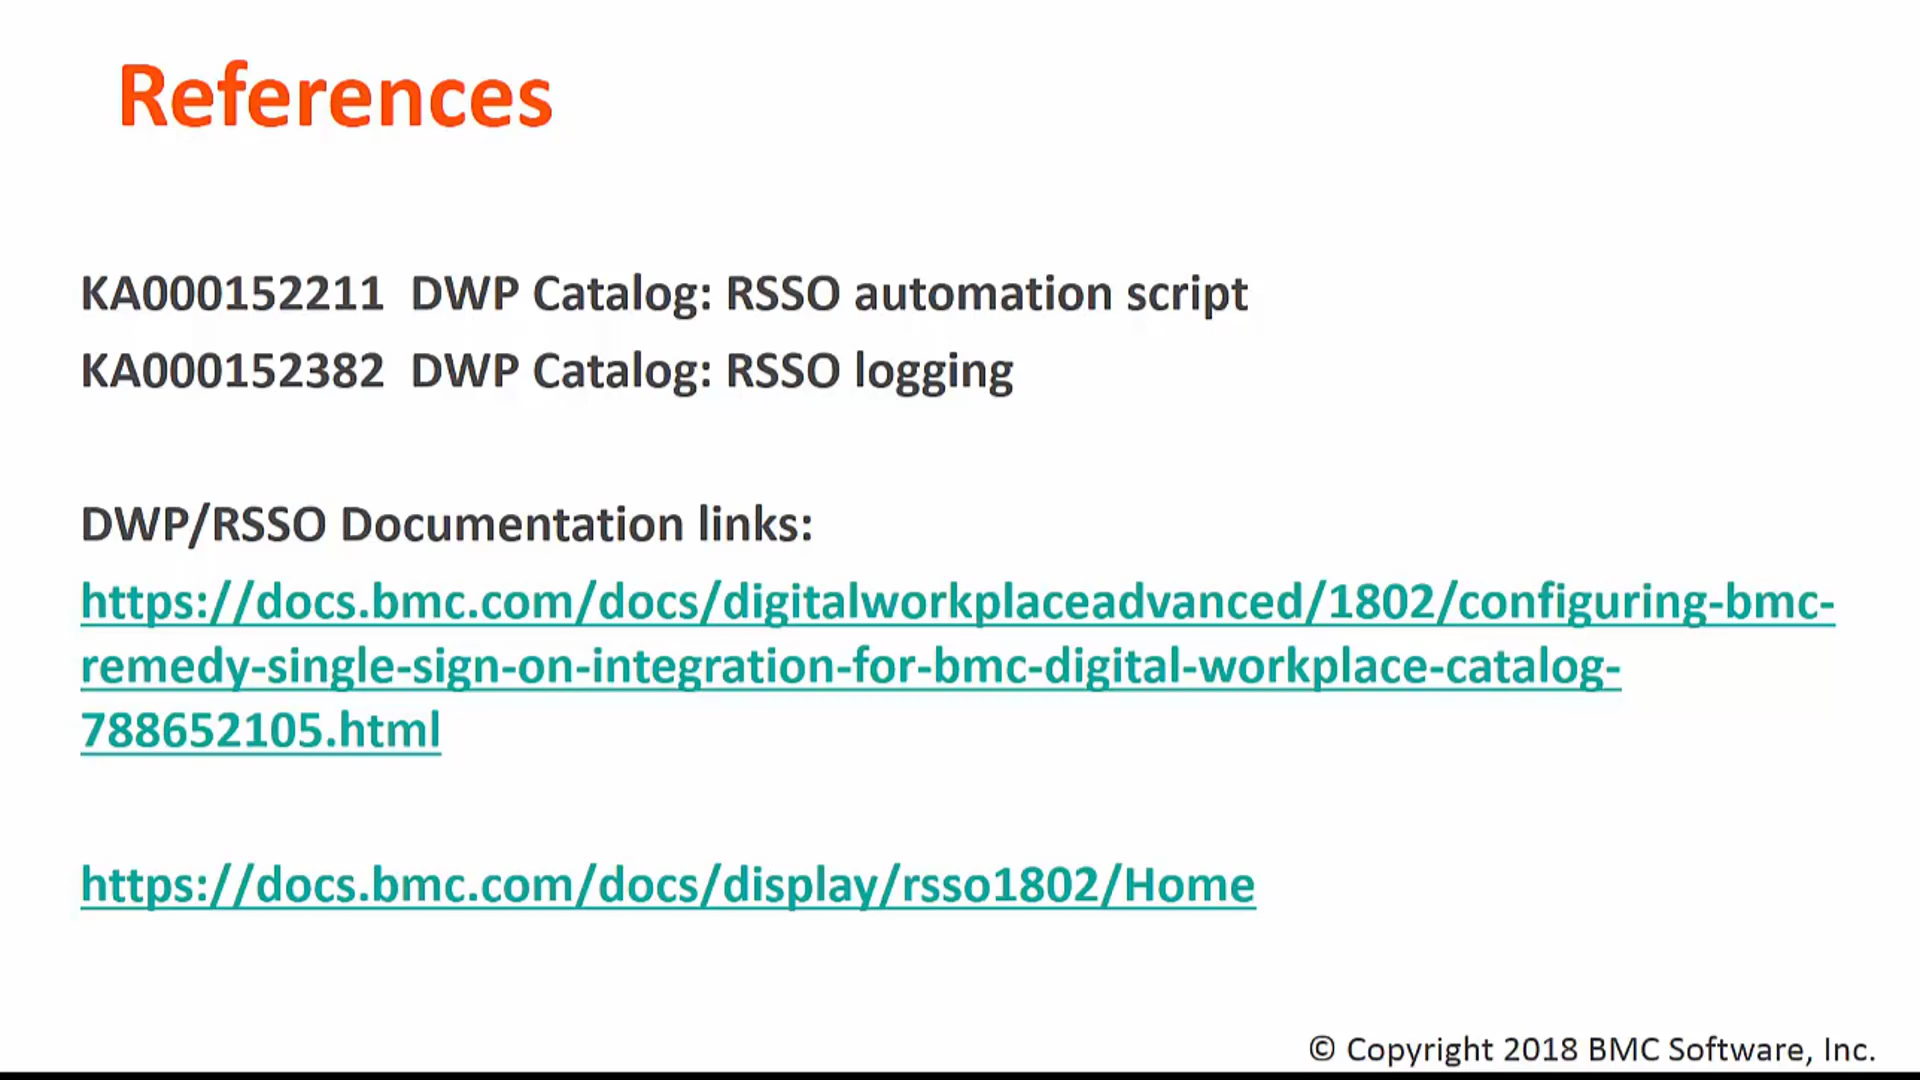 References
KA000152211  DWP Catalog: RSSO automation script
KA000152382  DWP Catalog: RSSO logging
DWP/RSSO Documentation links:
https://docs.bmc.com/docs/digitalworkplaceadvanced/1802/configuring-bmc-
remedy-single-sign-on-integration-for-bmc-digital-workplace-catalog-
788652105.html
https://docs.bmc.com/docs/display/rsso1802/Home
© Copyright 2018 BMC Software, Inc.